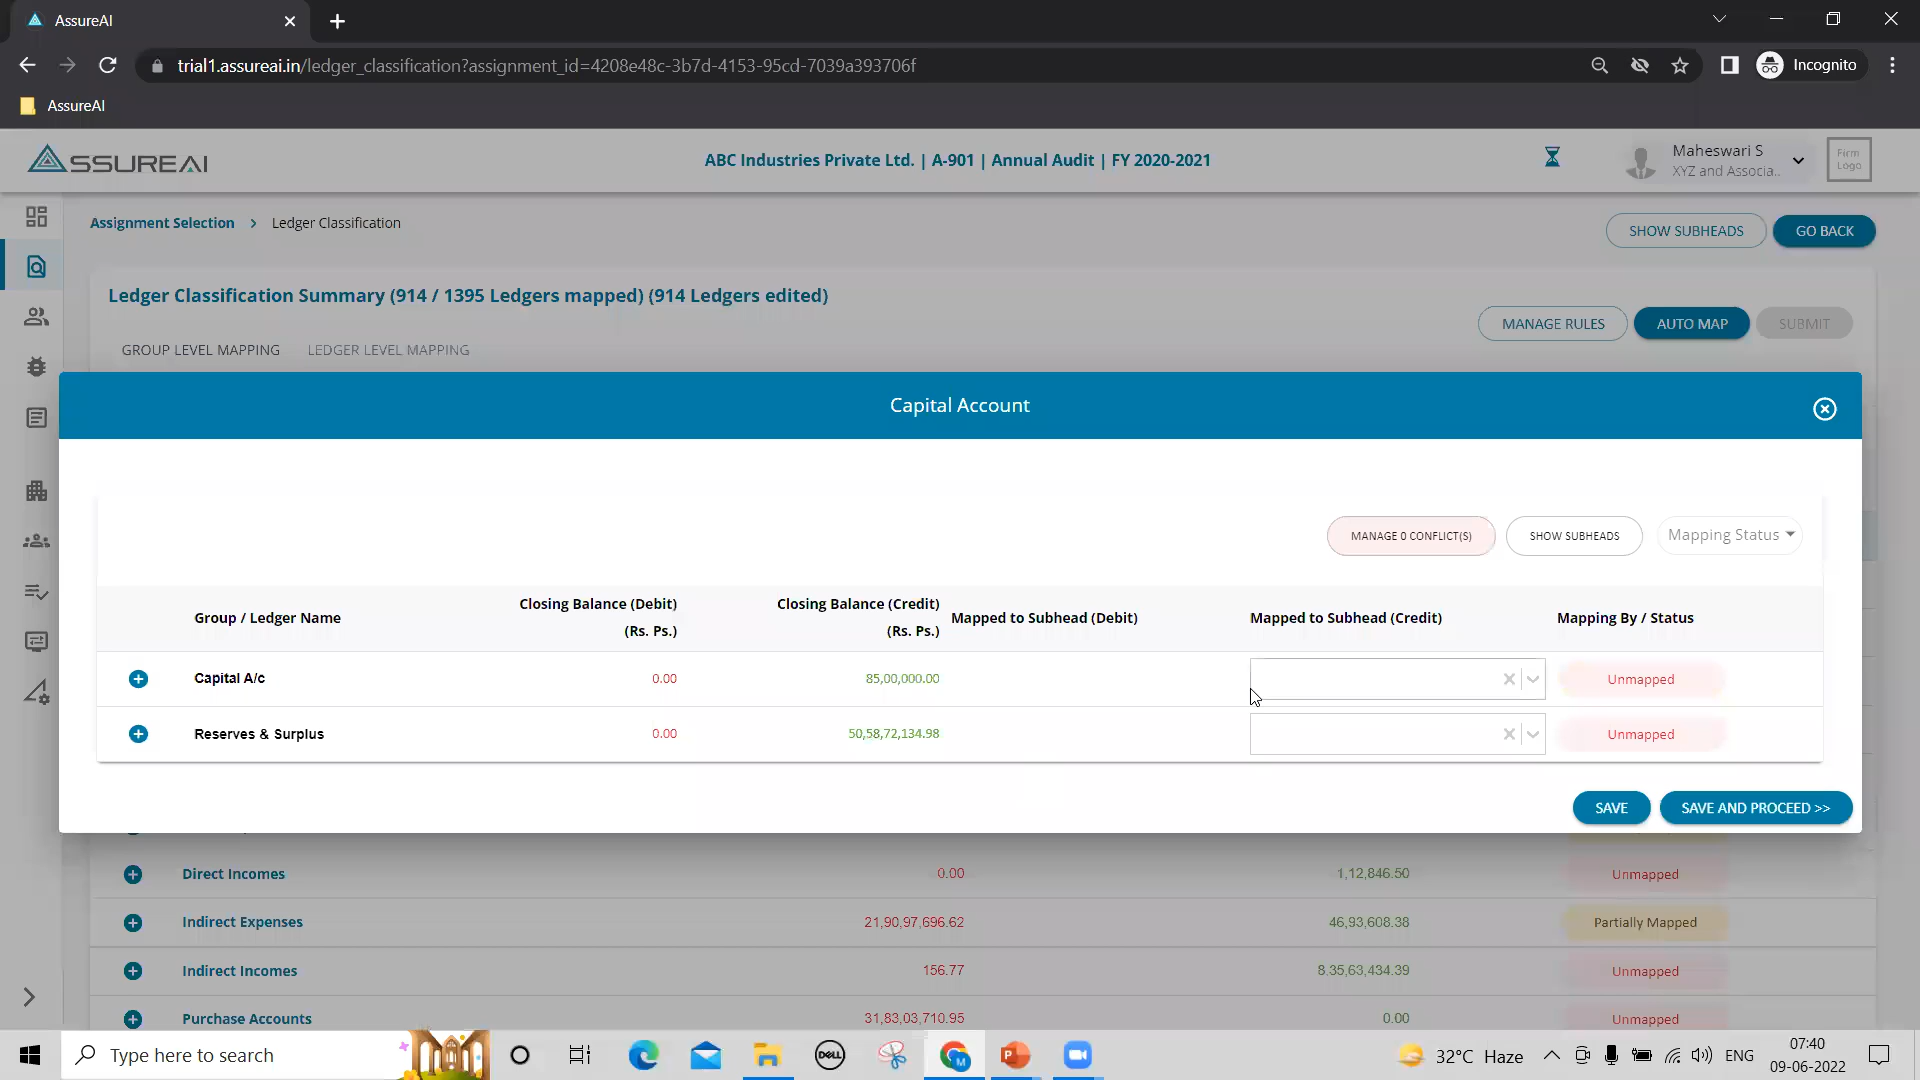 AssureAI
trial1.assureai.in/ledger_classification?assignment_id=4208e48c-3b7d-4153-95cd-7039a393706f
Incognito
AssureAI
SSUREAI
ABC Industries Private Ltd. | A-901 | Annual Audit | FY 2020-2021
Maheswari S
XYZ and Associa..
Firm
Logo
Assignment Selection > Ledger Classification
SHOW SUBHEADS
GO BACK
Ledger Classification Summary (914 / 1395 Ledgers mapped) (914 Ledgers edited)
MANAGE RULES
AUTO MAP
SUBMIT
GROUP LEVEL MAPPING
LEDGER LEVEL MAPPING
Capital Account
MANAGE 0 CONFLICT(S)
SHOW SUBHEADS
Mapping Status
Group / Ledger Name
Closing Balance (Debit)
(Rs. Ps.)
Closing Balance (Credit)
(Rs. Ps.)
Mapped to Subhead (Debit)
Mapped to Subhead (Credit)
Mapping By / Status
Capital A/c
0.00
85,00,000.00
Unmapped
Reserves & Surplus
0.00
50,58,72,134.98
Unmapped
SAVE
SAVE AND PROCEED >>
Direct Incomes
0.00
1,12,846.50
Unmapped
Indirect Expenses
21,90,97,696.62
46,93,608.38
Partially Mapped
Indirect Incomes
156.77
8,35,63,434.39
Unmapped
Purchase Accounts
31,83,03,710.95
0.00
Unmapped
Type here to search
DELL
32°C Haze
ENG
07:40
09-06-2022